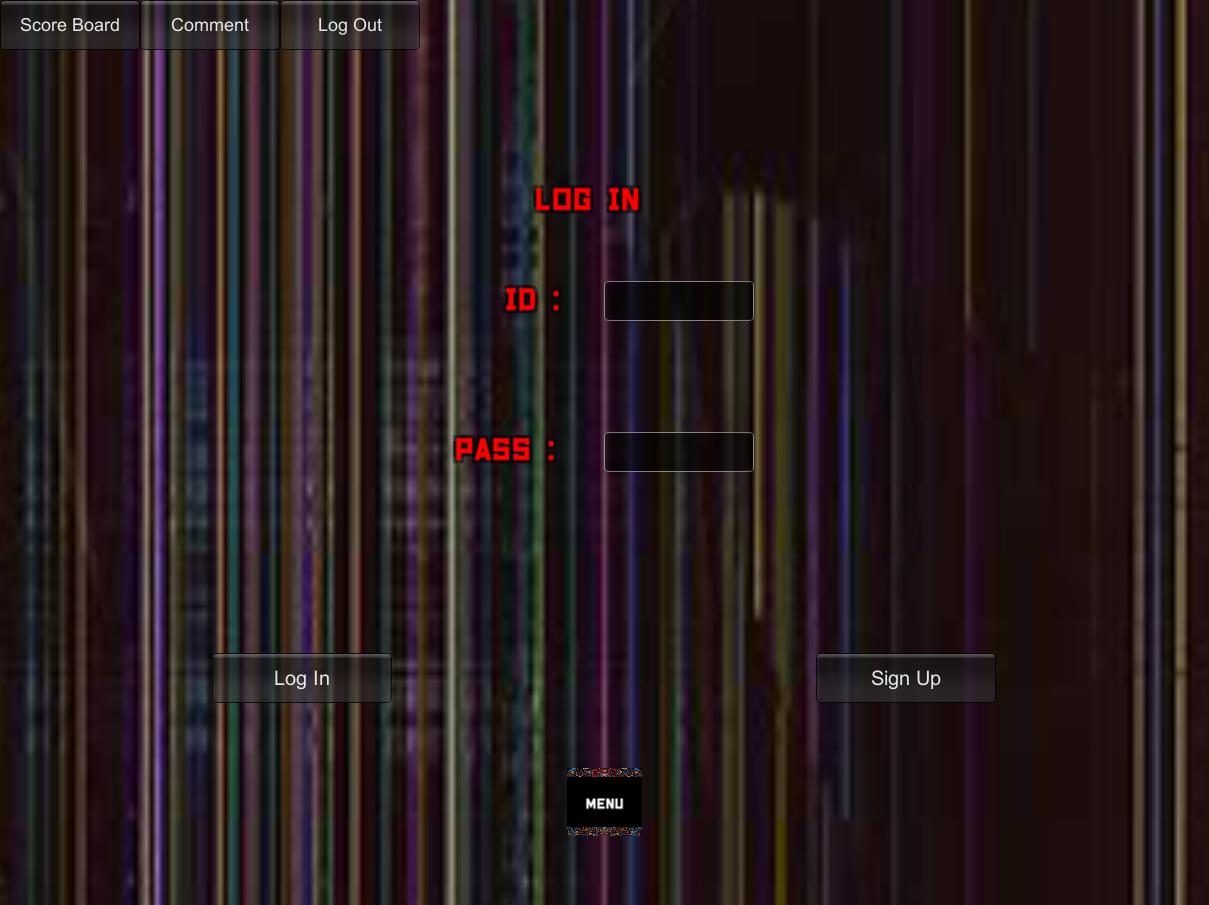 Score Board Comment Log Out
LOG IN
ID :
PASS :
Log In Sign Up
MENU